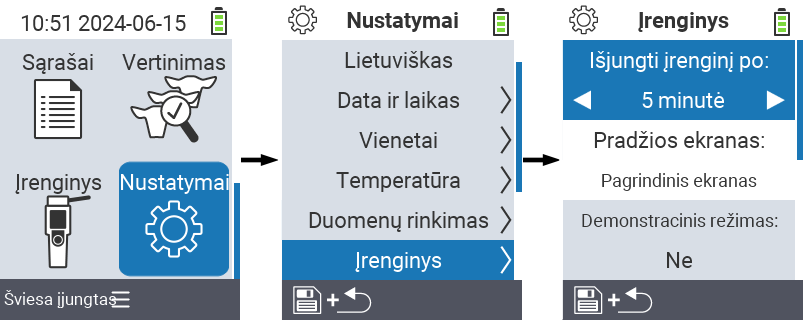 10:51 2024-06-15
Sąrašai
Vertinimas
Įrenginys
Nustatymai
Šviesa įjungtas
Nustatymai
Lietuviškas
Data ir laikas
Vienetai
Temperatūra
Duomenų rinkimas
Įrenginys
+
Įrenginys
Išjungti įrenginį po:
5 minutė
Pradžios ekranas:
Pagrindinis ekranas
Demonstracinis režimas:
Ne
+